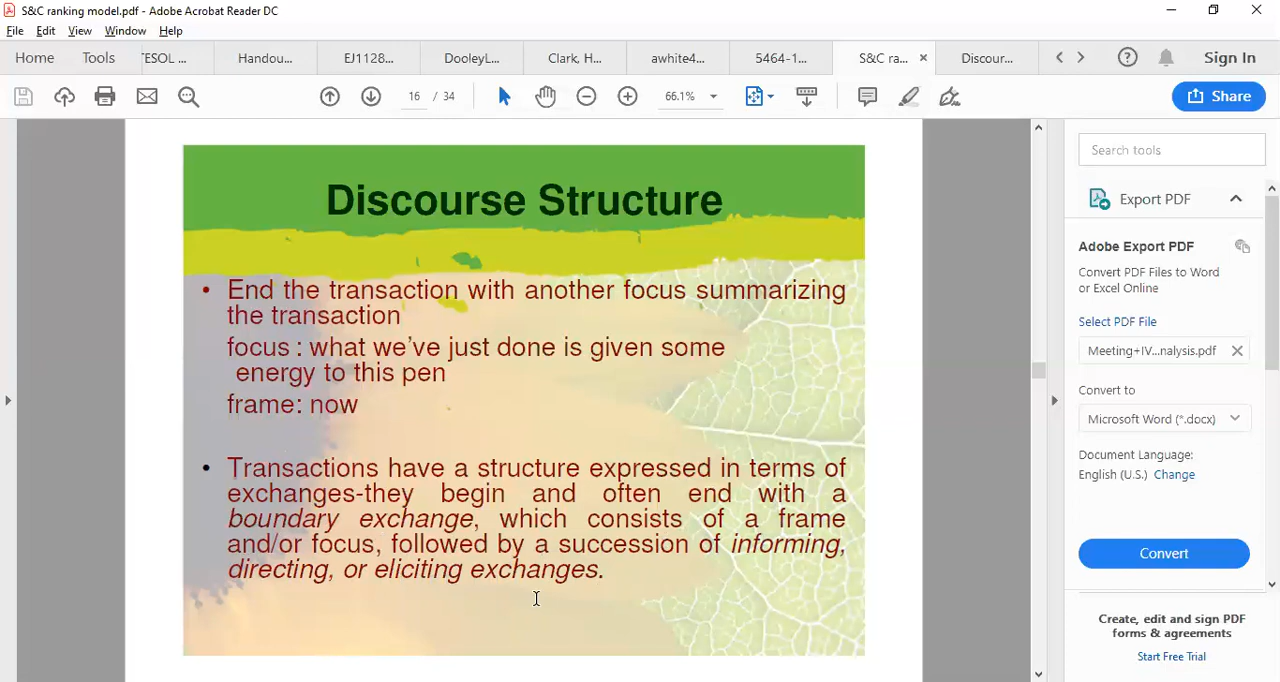 S&C ranking model.pdf - Adobe Acrobat Reader DC
File Edit View Window Help
Home Tools TESOL ... Handou... EJ1128... DooleyL... Clark, H... awhite4... 5464-1... S&C ra... × Discour... Sign In
16 / 34 66.1% Share
Search tools
Discourse Structure
• End the transaction with another focus summarizing
the transaction
focus : what we've just done is given some
energy to this pen
frame: now
• Transactions have a structure expressed in terms of
exchanges-they begin and often end with a
boundary exchange, which consists of a frame
and/or focus, followed by a succession of informing,
directing, or eliciting exchanges.
Export PDF
Adobe Export PDF
Convert PDF Files to Word
or Excel Online
Select PDF File
Meeting+IV...nalysis.pdf
Convert to
Microsoft Word (*.docx)
Document Language:
English (U.S.) Change
Convert
Create, edit and sign PDF
forms & agreements
Start Free Trial